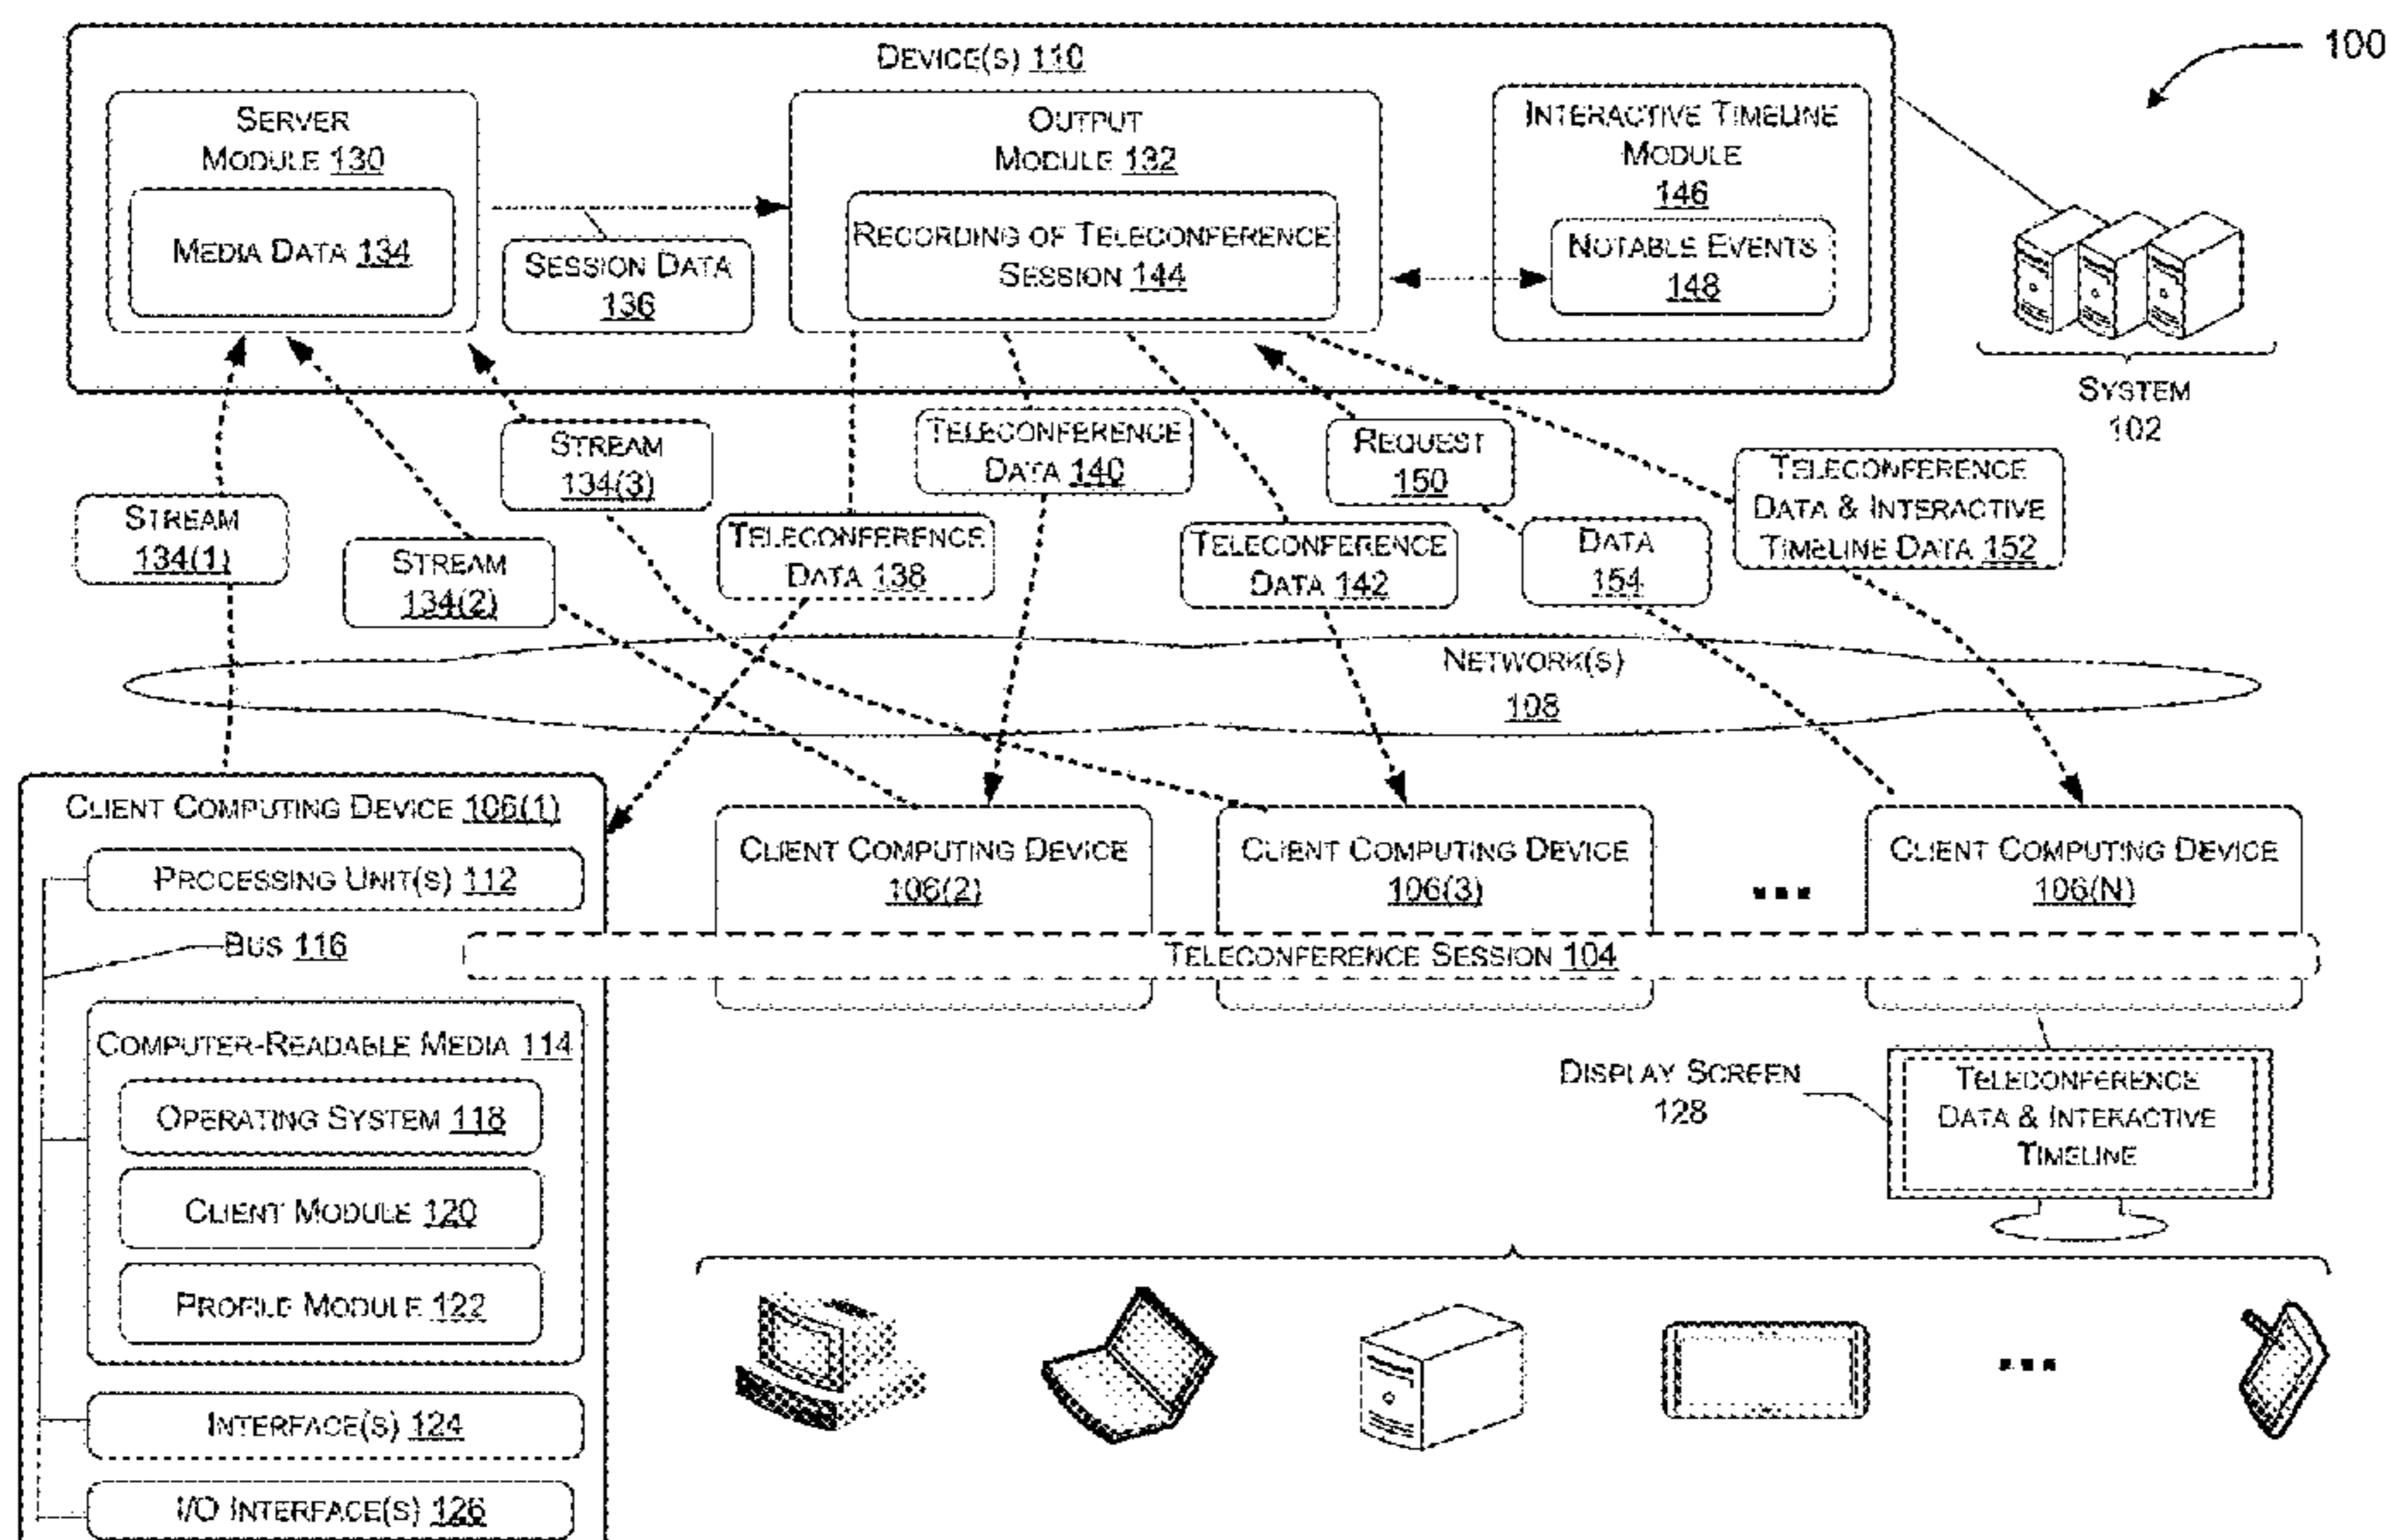 100
DEVICE(S) 110
SERVER
MODULE 130
MEDIA DATA 134
SESSION DATA
136
OUTPUT
MODULE 132
RECORDING OF TELECONFERENCE
SESSION 144
INTERACTIVE TIMELINE
MODULE
146
NOTABLE EVENTS
148
SYSTEM
102
STREAM
134(1)
STREAM
134(2)
STREAM
134(3)
TELECONFERENCE
DATA 138
TELECONFERENCE
DATA 140
TELECONFERENCE
DATA 142
REQUEST
150
DATA
154
TELECONFERENCE
DATA & INTERACTIVE
TIMELINE DATA 152
NETWORK(S)
108
CLIENT COMPUTING DEVICE 106(1)
PROCESSING UNIT(S) 112
BUS 116
COMPUTER-READABLE MEDIA 114
OPERATING SYSTEM 118
CLIENT MODULE 120
PROFILE MODULE 122
INTERFACE(S) 124
I/O INTERFACE(S) 126
CLIENT COMPUTING DEVICE
106(2)
CLIENT COMPUTING DEVICE
106(3)
...
CLIENT COMPUTING DEVICE
106(N)
TELECONFERENCE SESSION 104
DISPLAY SCREEN
128
TELECONFERENCE
DATA & INTERACTIVE
TIMELINE
...